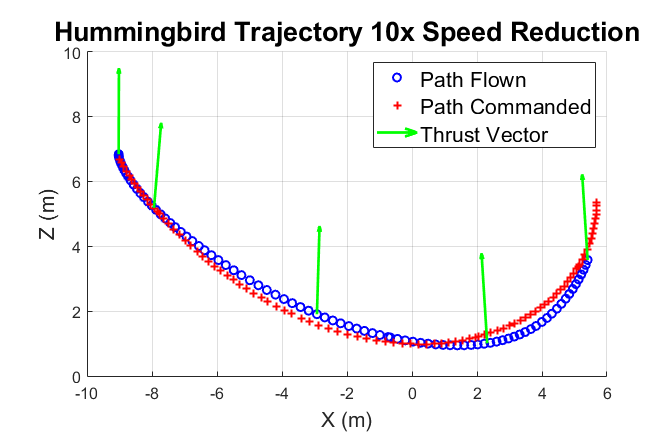 Hummingbird Trajectory 10x Speed Reduction
10
8
6
4
2
0
Z (m)
Path Flown
Path Commanded
Thrust Vector
-10 -8 -6 -4 -2 0 2 4 6
X (m)